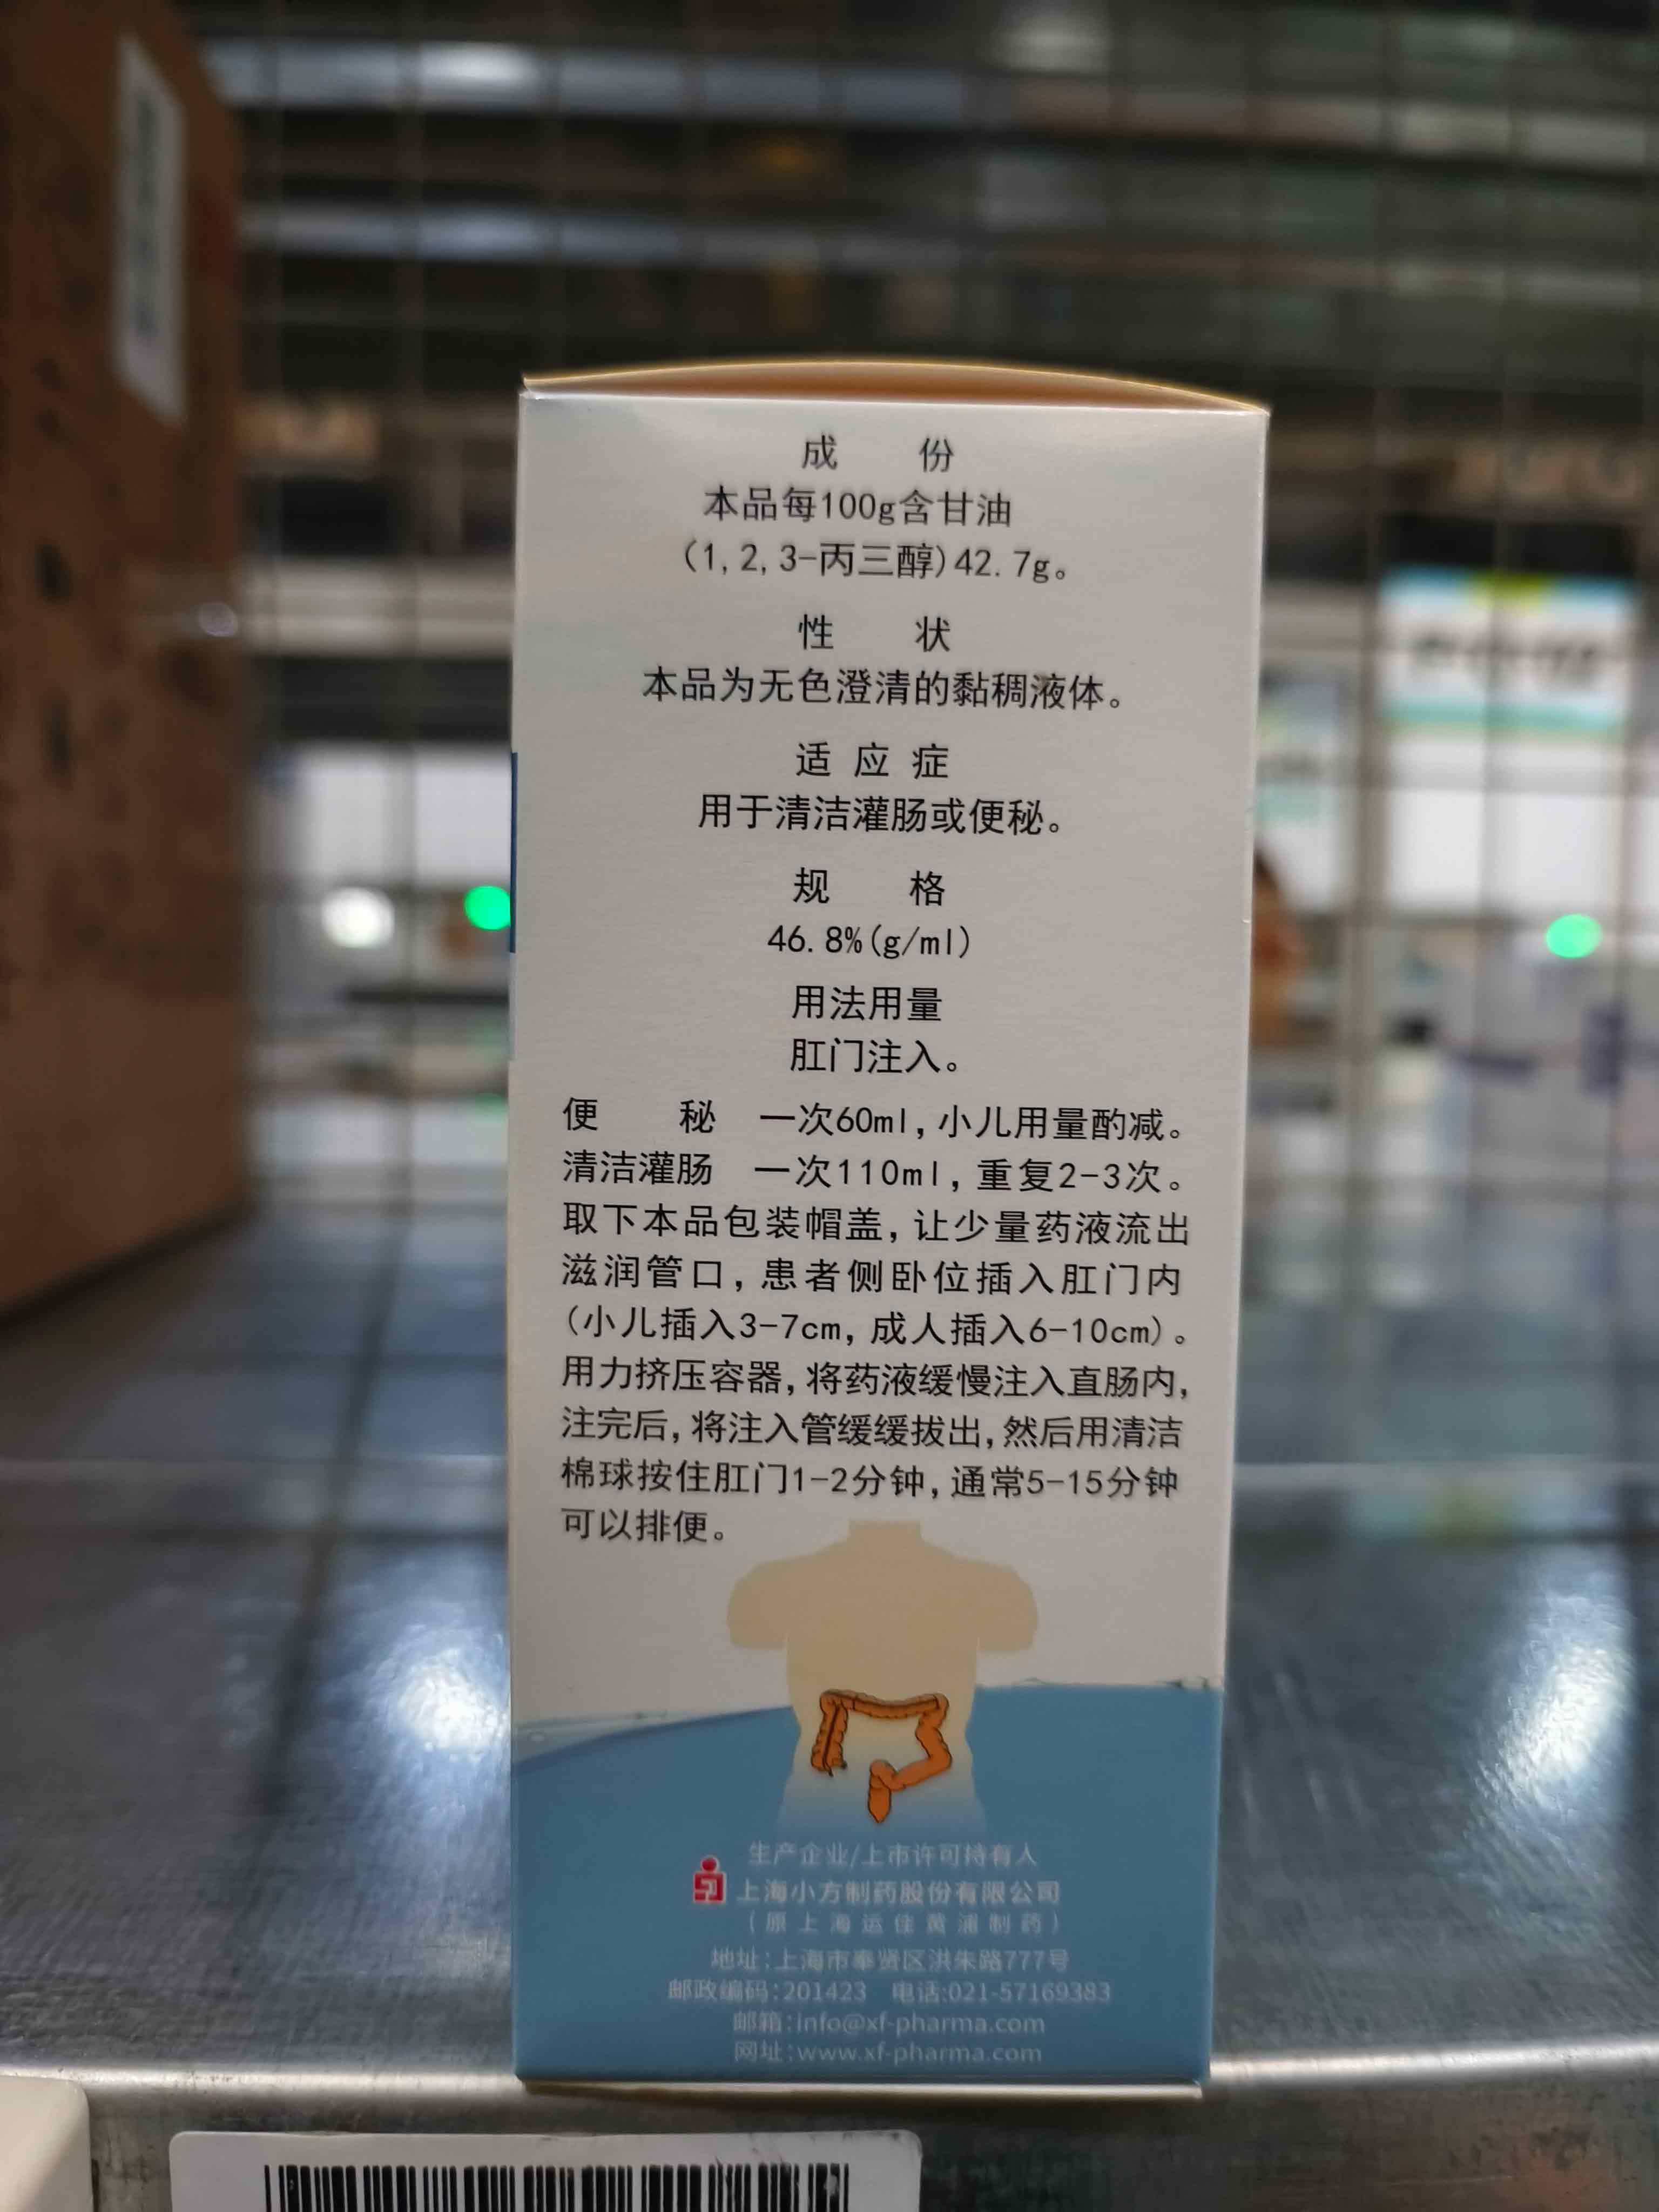 成 份
本品每100g含甘油
(1,2,3-丙三醇)42.7g。
性 状
本品为无色澄清的黏稠液体。
适 应 症
用于清洁灌肠或便秘。
规 格
46.8%(g/ml)
用法用量
肛门注入。
便 秘 一次60ml,小儿用量酌减。
清洁灌肠 一次110ml,重复2-3次。
取下本品包装帽盖,让少量药液流出
滋润管口,患者侧卧位插入肛门内
(小儿插入3-7cm,成人插入6-10cm)。
用力挤压容器,将药液缓慢注入直肠内,
注完后,将注入管缓缓拔出,然后用清洁
棉球按住肛门1-2分钟,通常5-15分钟
可以排便。
生产企业/上市许可持有人
上海小方制药股份有限公司
(原上海运佳黄浦制药)
地址:上海市奉贤区洪朱路777号
邮政编码:201423 电话:021-57169383
邮箱:info@xf-pharma.com
网址:www.xf-pharma.com